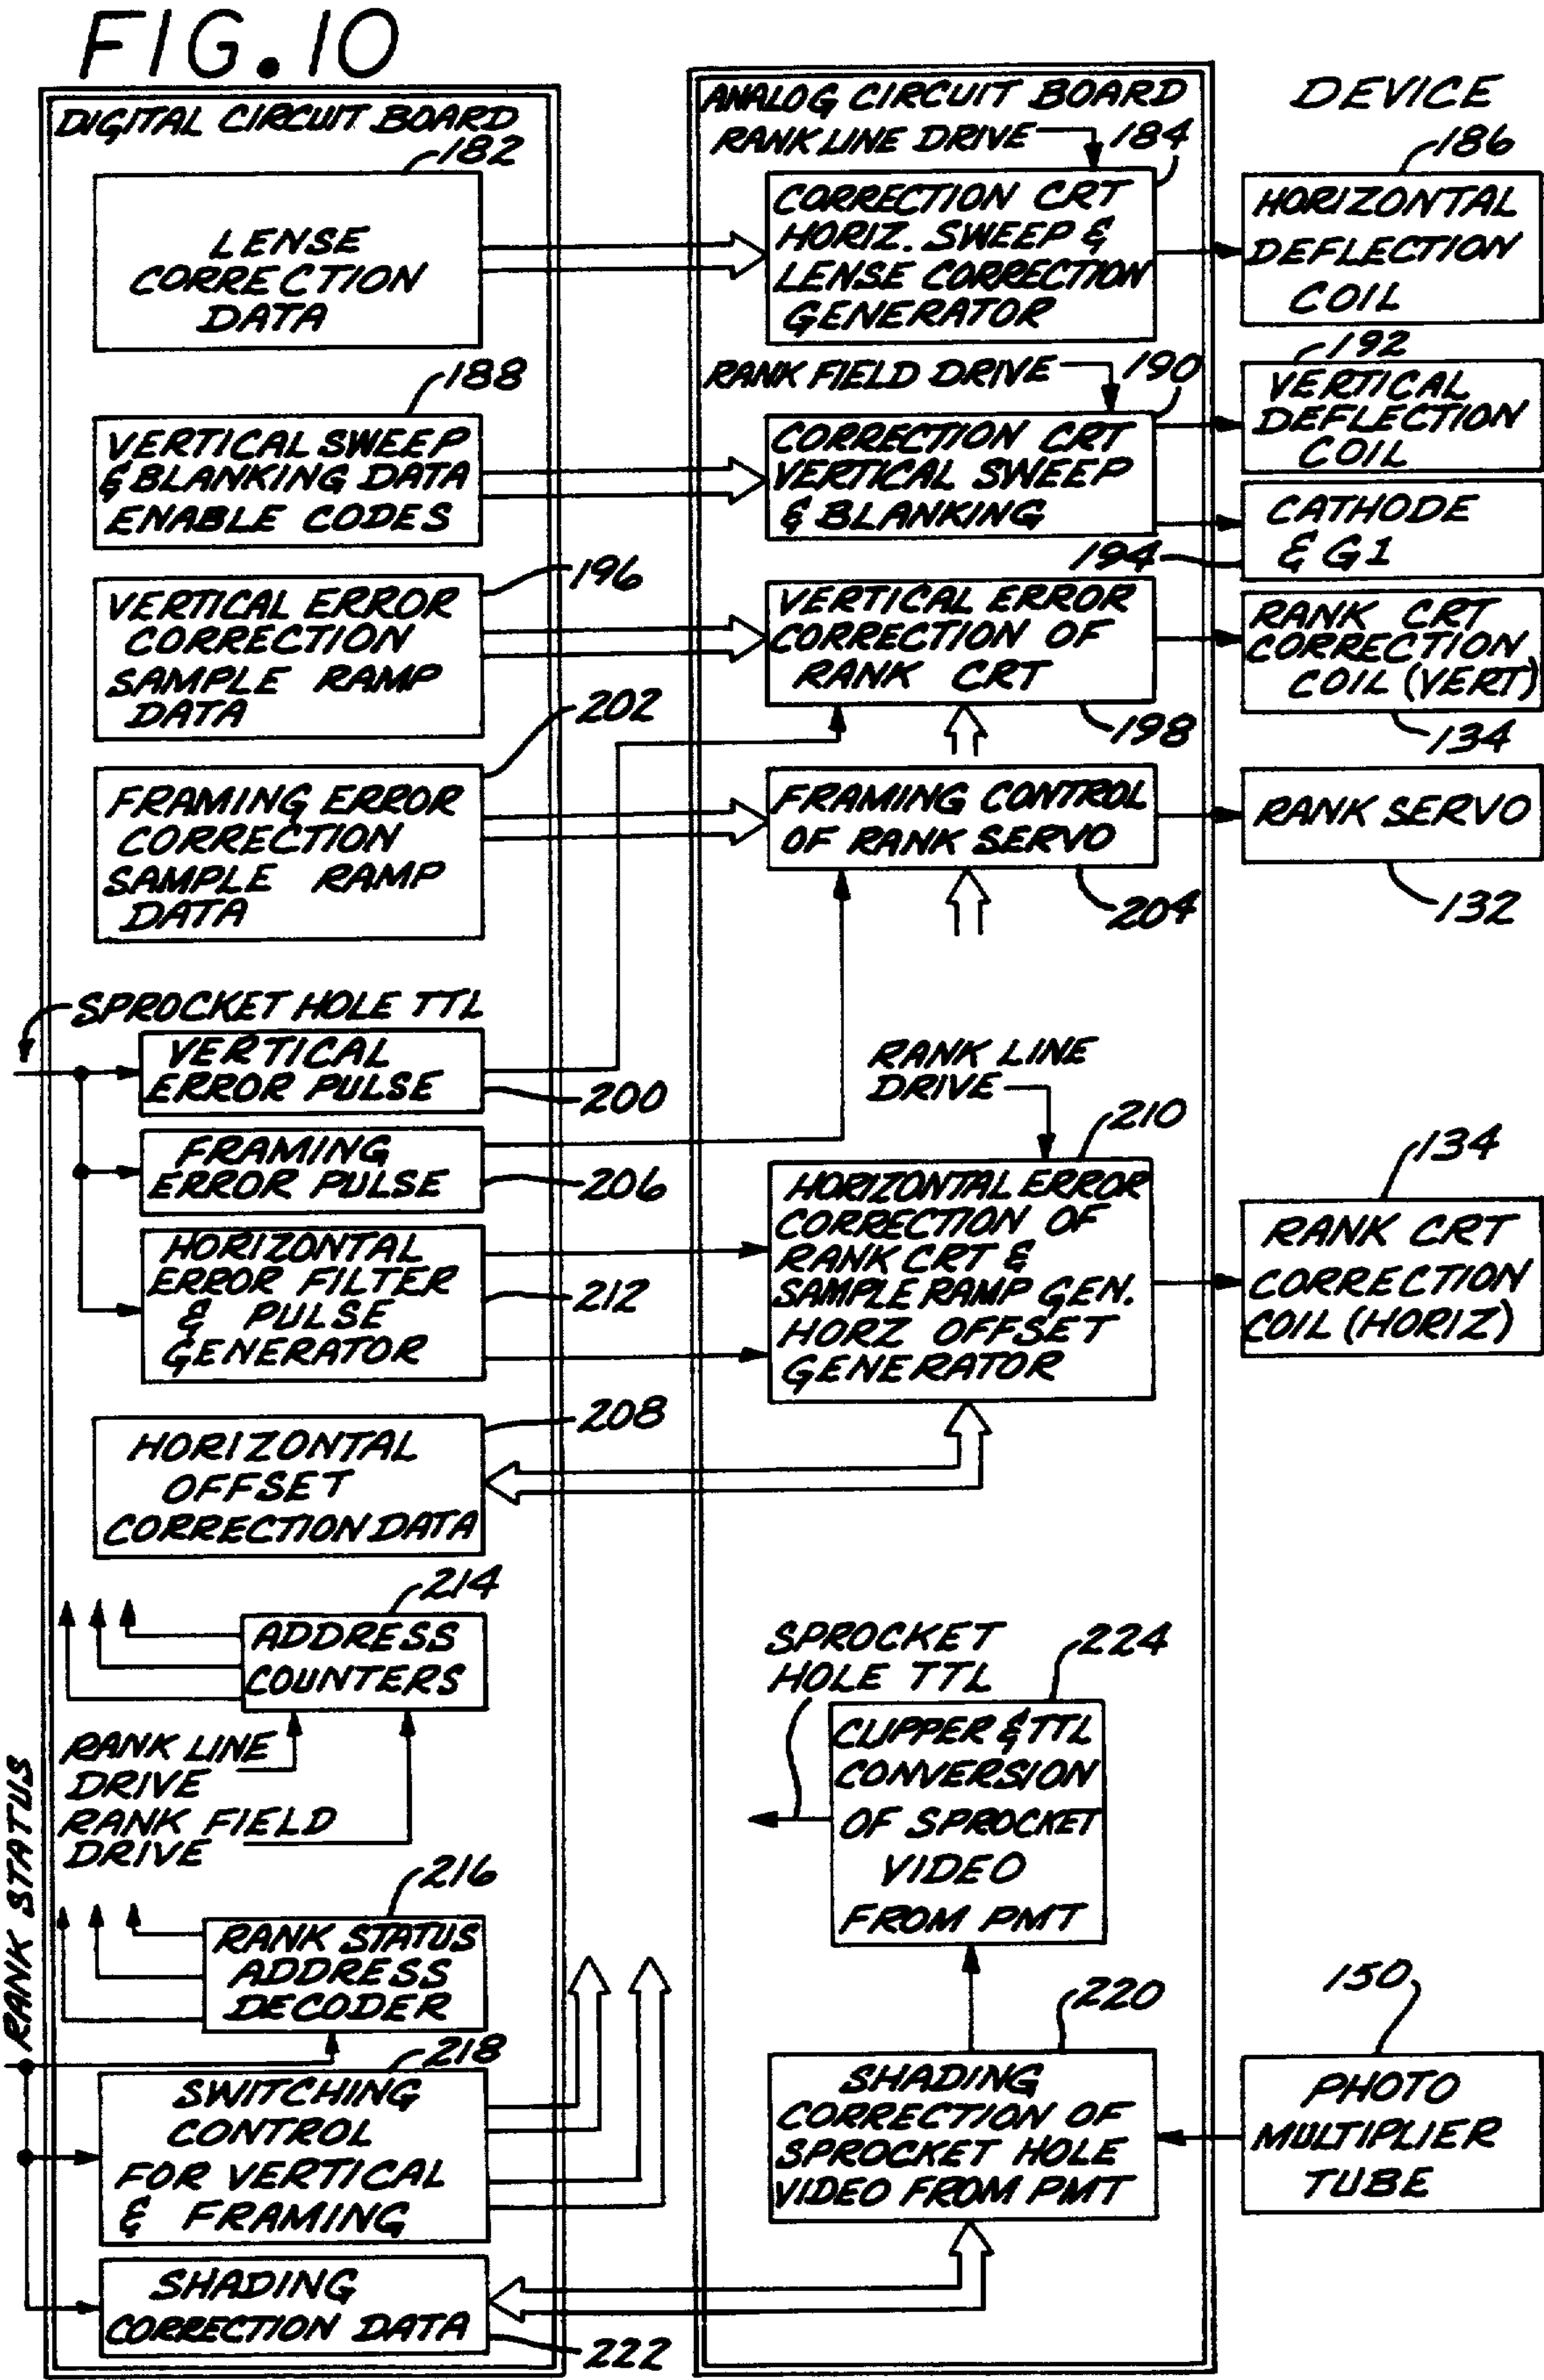 FIG. 10
DIGITAL CIRCUIT BOARD
182
LENSE
CORRECTION
DATA
188
VERTICAL SWEEP
& BLANKING DATA
ENABLE CODES
196
VERTICAL ERROR
CORRECTION
SAMPLE RAMP
DATA
202
FRAMING ERROR
CORRECTION
SAMPLE RAMP
DATA
SPROCKET HOLE TTL
VERTICAL
ERROR PULSE
200
FRAMING
ERROR PULSE
206
HORIZONTAL
ERROR FILTER
& PULSE
GENERATOR
212
208
HORIZONTAL
OFFSET
CORRECTION DATA
214
ADDRESS
COUNTERS
RANK LINE
DRIVE
RANK FIELD
DRIVE
RANK STATUS
216
RANK STATUS
ADDRESS
DECODER
218
SWITCHING
CONTROL
FOR VERTICAL
& FRAMING
SHADING
CORRECTION DATA
222
ANALOG CIRCUIT BOARD
RANK LINE DRIVE
184
CORRECTION CRT
HORIZ. SWEEP &
LENSE CORRECTION
GENERATOR
RANK FIELD DRIVE
190
CORRECTION CRT
VERTICAL SWEEP
& BLANKING
VERTICAL ERROR
CORRECTION OF
RANK CRT
198
FRAMING CONTROL
OF RANK SERVO
204
RANK LINE
DRIVE
210
HORIZONTAL ERROR
CORRECTION OF
RANK CRT &
SAMPLE RAMP GEN.
HORZ OFFSET
GENERATOR
SPROCKET
HOLE TTL
224
CLIPPER & TTL
CONVERSION
OF SPROCKET
VIDEO
FROM PMT
220
SHADING
CORRECTION OF
SPROCKET HOLE
VIDEO FROM PMT
DEVICE
186
HORIZONTAL
DEFLECTION
COIL
192
VERTICAL
DEFLECTION
COIL
194
CATHODE
& G1
RANK CRT
CORRECTION
COIL (VERT)
134
RANK SERVO
132
134
RANK CRT
CORRECTION
COIL (HORIZ)
150
PHOTO
MULTIPLIER
TUBE